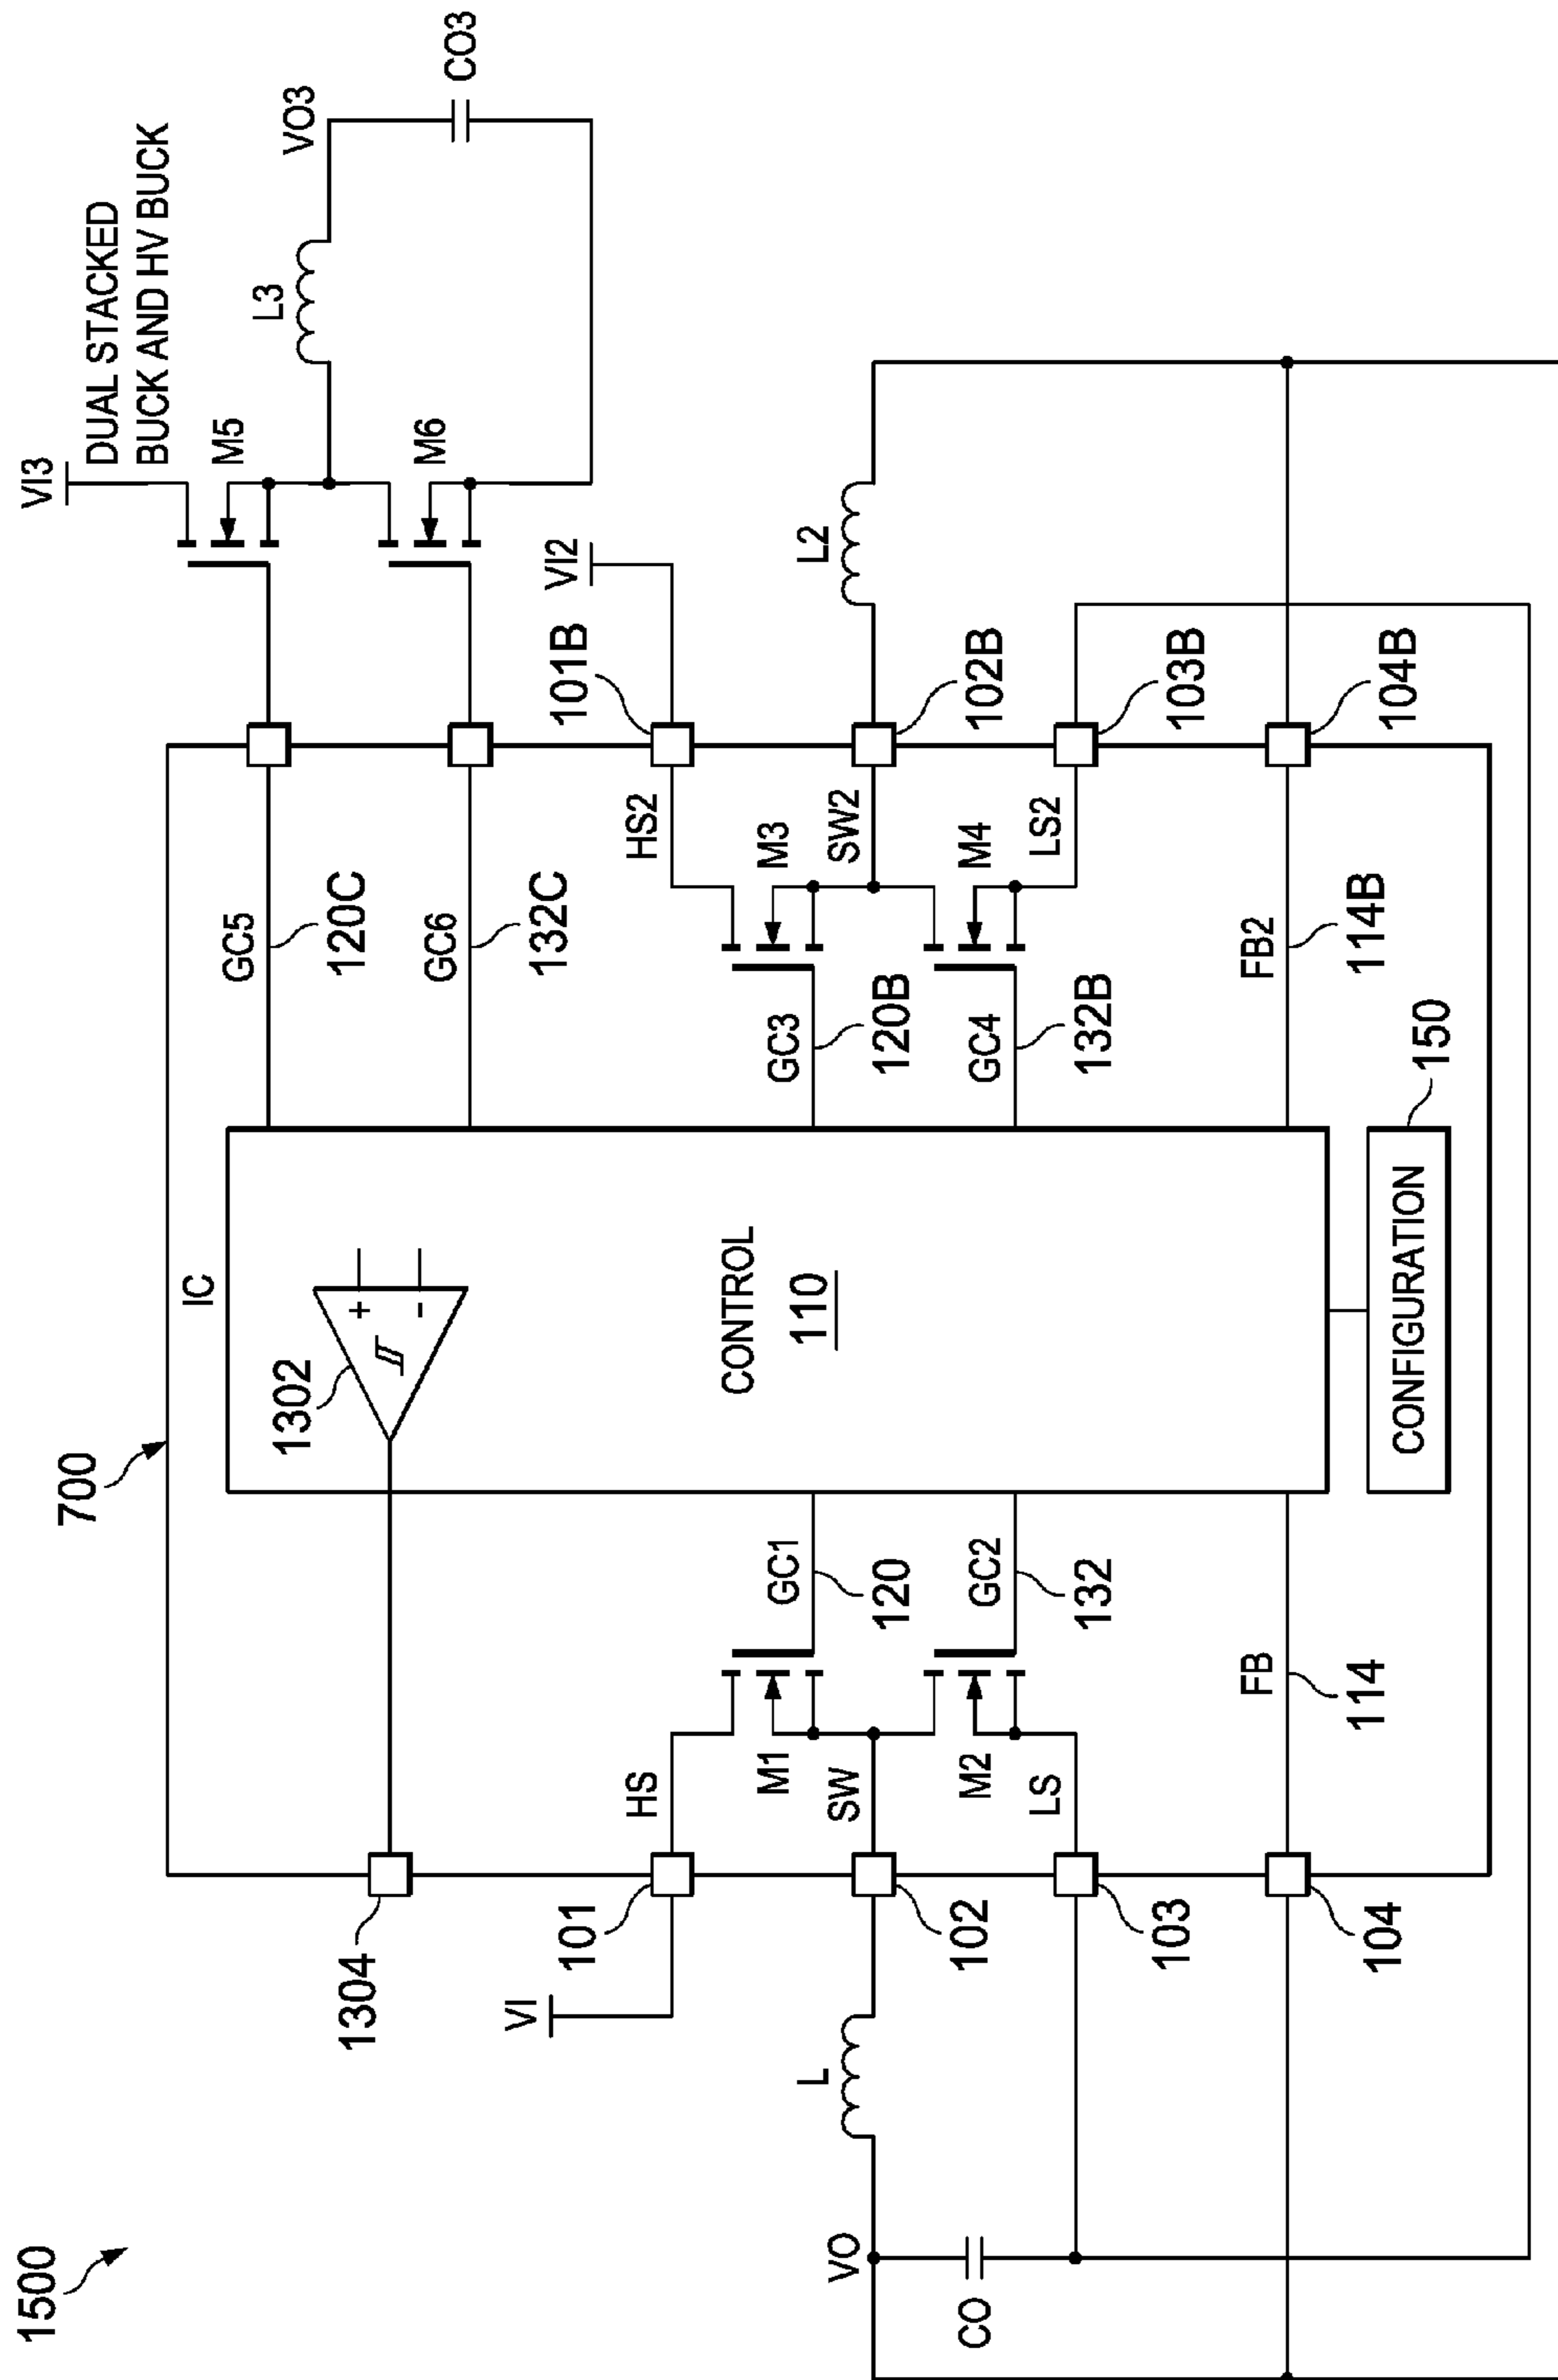 1500
700
DUAL STACKED
BUCK AND HV BUCK
VI3
M5
M6
L3
VO3
CO3
IC
1302
+
-
CONTROL
110
CONFIGURATION
150
GC5
120C
GC6
132C
HS2
101B
VI2
M3
SW2
102B
L2
M4
LS2
103B
GC3
120B
GC4
132B
FB2
114B
104B
1304
HS
101
VI
M1
SW
102
L
M2
LS
103
GC1
120
GC2
132
FB
114
104
VO
CO